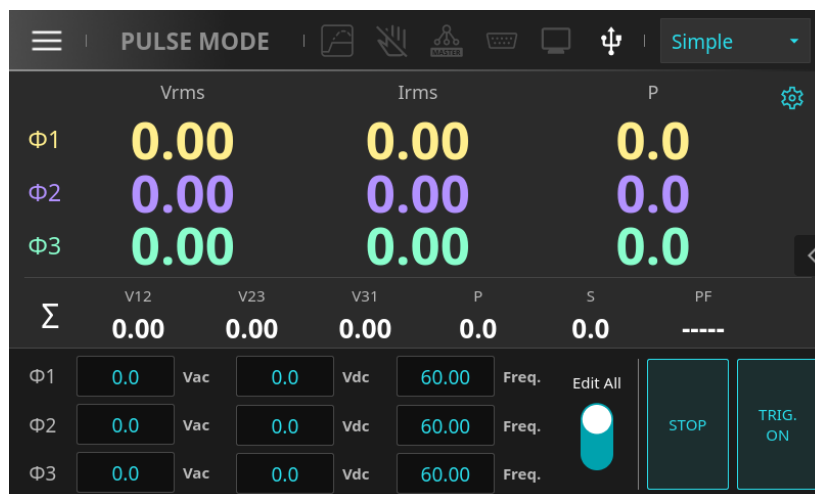 PULSE MODE MASTER Simple
Vrms Irms P
Φ1 0.00 0.00 0.0
Φ2 0.00 0.00 0.0
Φ3 0.00 0.00 0.0
V12 V23 V31 P S PF
Σ 0.00 0.00 0.00 0.0 0.0 -----
Φ1 0.0 Vac 0.0 Vdc 60.00 Freq. Edit All
Φ2 0.0 Vac 0.0 Vdc 60.00 Freq. STOP TRIG. ON
Φ3 0.0 Vac 0.0 Vdc 60.00 Freq.